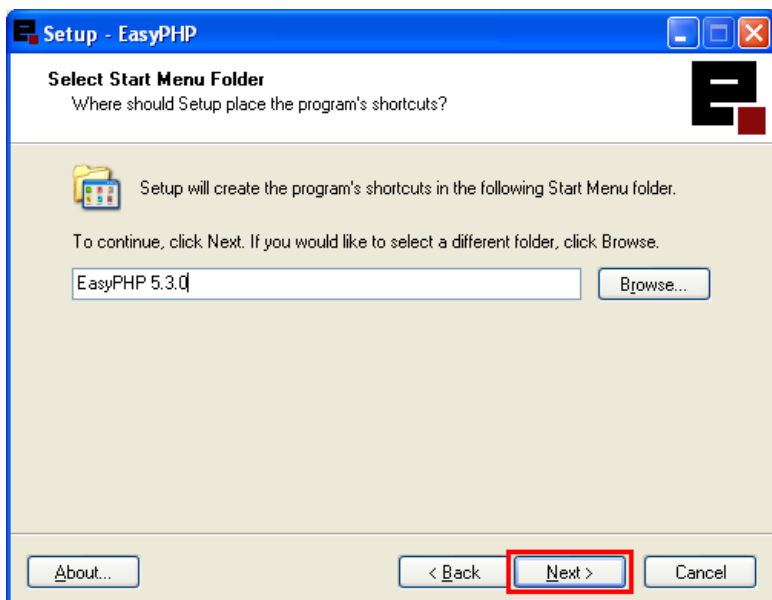 Setup - EasyPHP
Select Start Menu Folder
Where should Setup place the program's shortcuts?
Setup will create the program's shortcuts in the following Start Menu folder.
To continue, click Next. If you would like to select a different folder, click Browse.
EasyPHP 5.3.0
Browse...
About...
< Back
Next >
Cancel